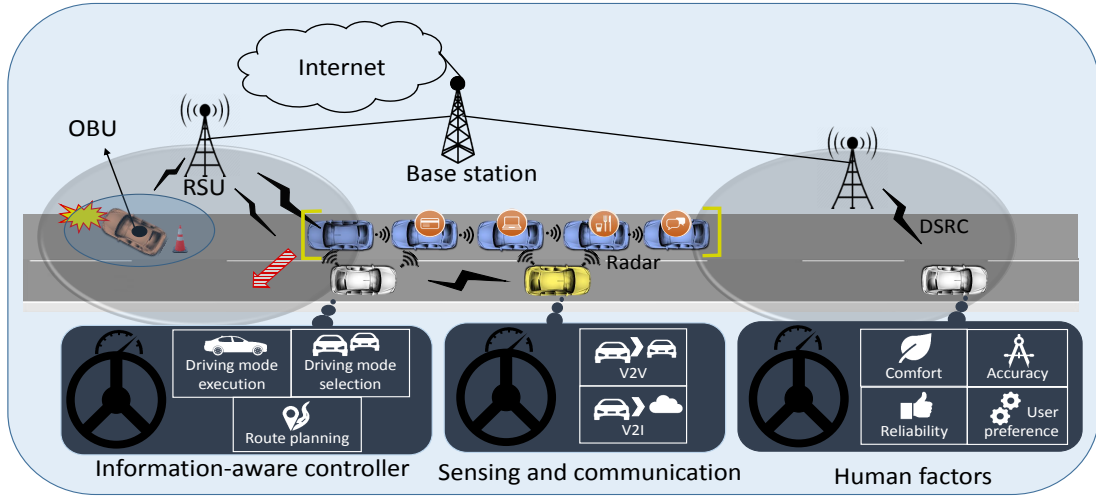 Internet
OBU
RSU
Base station
DSRC
Radar
Driving mode
execution
Driving mode
selection
Route planning
V2V
V2I
Comfort
Accuracy
Reliability
User
preference
Information-aware controller
Sensing and communication
Human factors